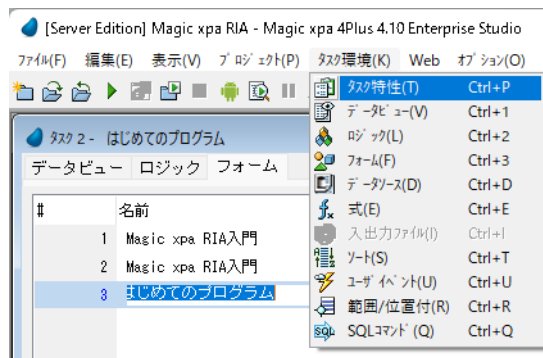 [Server Edition] Magic xpa RIA - Magic xpa 4Plus 4.10 Enterprise Studio
ﾌｧｲﾙ(F) 編集(E) 表示(V) ﾌﾟﾛｼﾞｪｸﾄ(P) ﾀｽｸ環境(K) Web ｵﾌﾟｼｮﾝ(O)
ﾀｽｸ特性(T) Ctrl+P
ﾃﾞｰﾀﾋﾞｭｰ(V) Ctrl+1
ﾛｼﾞｯｸ(L) Ctrl+2
ﾌｫｰﾑ(F) Ctrl+3
ﾃﾞｰﾀｿｰｽ(D) Ctrl+D
式(E) Ctrl+E
入出力ﾌｧｲﾙ(I) Ctrl+I
ｿｰﾄ(S) Ctrl+T
ﾕｰｻﾞｲﾍﾞﾝﾄ(U) Ctrl+U
範囲/位置付(R) Ctrl+R
SQLｺﾏﾝﾄﾞ(Q) Ctrl+Q
ﾀｽｸ 2 - はじめてのプログラム
データビュー ロジック フォーム
# 名前
1 Magic xpa RIA入門
2 Magic xpa RIA入門
3 はじめてのプログラム